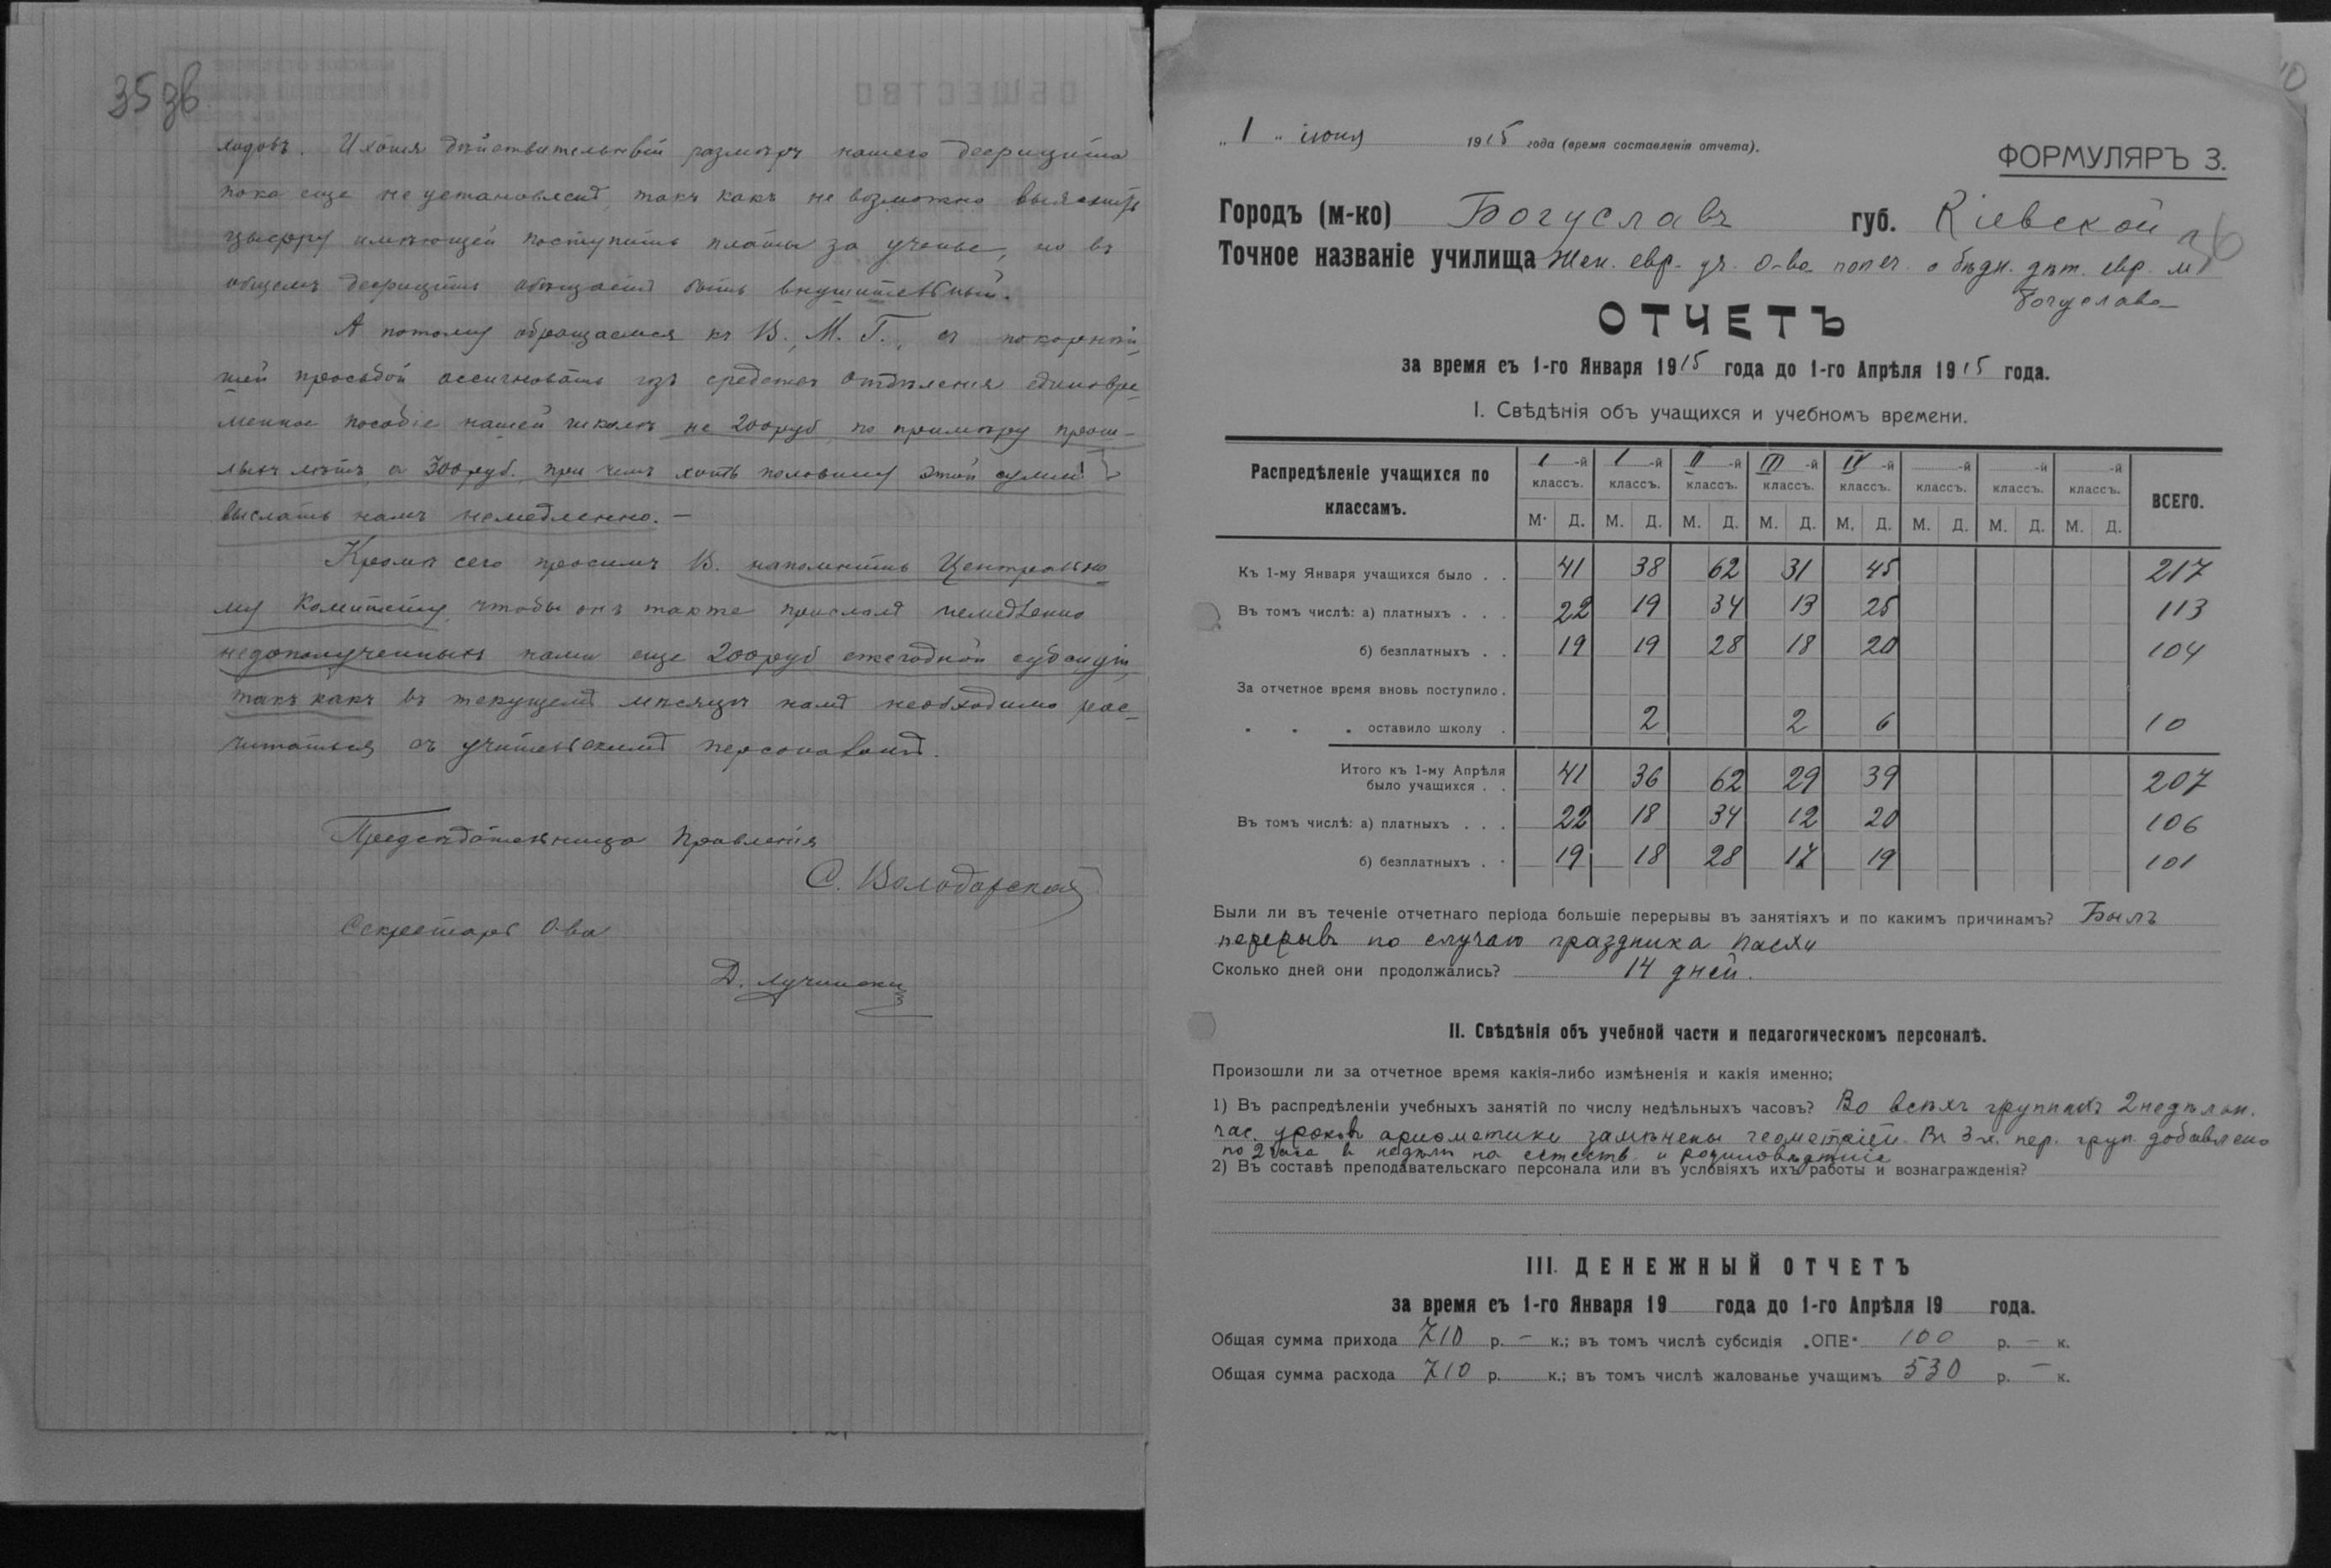 35 зв
ходовъ. И хотя дѣйствительный размѣръ нашего дефицита
пока еще не установленъ, такъ какъ не возможно выяснить
цыфру имѣющей поступить платы за ученье, но въ
общемъ дефицитъ обѣщаетъ быть внушительный.
А потому обращаемся къ В., М. Г., съ покорнѣй-
шей просьбой ассигновать изъ средствъ отдѣленія единовре-
менное пособіе нашей школѣ не 200 руб. по примѣру прош-
лыхъ лѣтъ, а 300 руб. при чемъ хоть половину этой суммы
выслать намъ немедленно. —
Кромѣ сего просимъ В. напомнить Центрально-
му Комитету, чтобы онъ также прислалъ немедленно
недополученныхъ нами еще 200 руб ежегодной субсидіи,
такъ какъ въ текущемъ мѣсяцѣ намъ необходимо рас-
читаться съ учительскимъ персоналомъ.
Предсѣдательница Правленія
С. Володарская
Секретарь О-ва
Д. Лучински
„ 1 „ іюня 1915 года (время составленія отчета).
ФОРМУЛЯРЪ 3.
Городъ (м-ко) Богуславъ губ. Кіевской
36
Точное названіе училища Жен. евр. уч. О-ва попеч. о бѣдн. дѣт. евр. м.
Богуслава
ОТЧЕТЪ
за время съ 1-го Января 1915 года до 1-го Апрѣля 1915 года.
I. Свѣдѣнія объ учащихся и учебномъ времени.
Распредѣленіе учащихся по классамъ. I -й классъ. I -й классъ. II -й классъ. III -й классъ. IV -й классъ. -й классъ. -й классъ. -й классъ. ВСЕГО.
М. Д. М. Д. М. Д. М. Д. М. Д. М. Д. М. Д. М. Д.
Къ 1-му Января учащихся было . . 41 38 62 31 45 217
Въ томъ числѣ: а) платныхъ . . . 22 19 34 13 25 113
б) безплатныхъ . . 19 19 28 18 20 104
За отчетное время вновь поступило .
„ „ „ оставило школу . 2 2 6 10
Итого къ 1-му Апрѣля
было учащихся . . 41 36 62 29 39 207
Въ томъ числѣ: а) платныхъ . . . 22 18 34 12 20 106
б) безплатныхъ . . 19 18 28 17 19 101
Были ли въ теченіе отчетнаго періода большіе перерывы въ занятіяхъ и по какимъ причинамъ? Былъ
перерывъ по случаю праздника пасхи
Сколько дней они продолжались? 14 дней.
II. Свѣдѣнія объ учебной части и педагогическомъ персоналѣ.
Произошли ли за отчетное время какія-либо измѣненія и какія именно;
1) Въ распредѣленіи учебныхъ занятій по числу недѣльныхъ часовъ? Во всѣхъ группахъ 2 недѣльн.
час. уроковъ ариѳметики замѣнены геометріей. Въ 3-х. пер. груп. добавлено
по 2 часа въ недѣлю на естеств. и родиновѣдѣніе
2) Въ составѣ преподавательскаго персонала или въ условіяхъ ихъ работы и вознагражденія?
III. ДЕНЕЖНЫЙ ОТЧЕТЪ
за время съ 1-го Января 19 года до 1-го Апрѣля 19 года.
Общая сумма прихода 710 р. — к.; въ томъ числѣ субсидія „ОПЕ“ 100 р. — к.
Общая сумма расхода 710 р. к.; въ томъ числѣ жалованье учащимъ 530 р. — к.